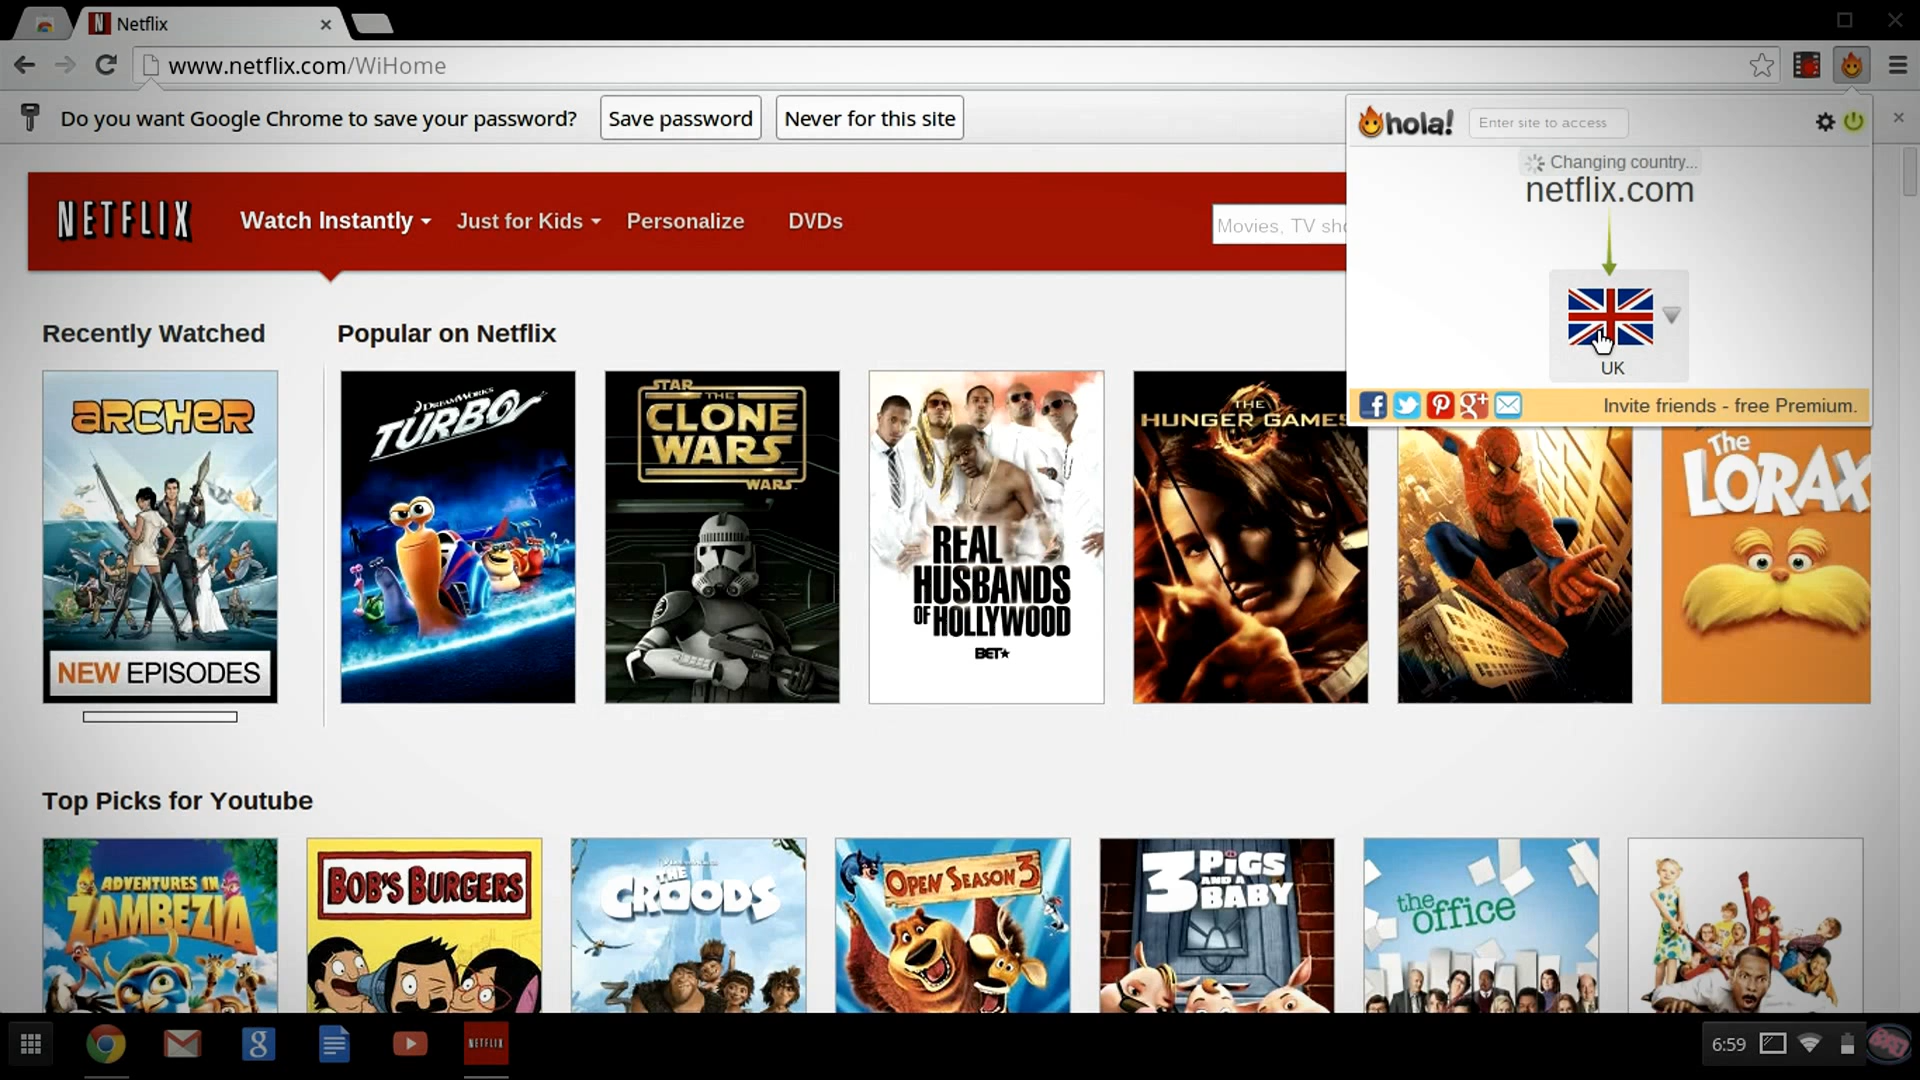 Netflix
www.netflix.com/WiHome
Do you want Google Chrome to save your password?
Save password
Never for this site
hola!
Enter site to access
Changing country...
netflix.com
UK
Invite friends - free Premium.
NETFLIX
Watch Instantly
Just for Kids
Personalize
DVDs
Movies, TV sh
Recently Watched
Popular on Netflix
ARCHER
NEW EPISODES
DREAMWORKS
TURBO
STAR
THE
CLONE
WARS
WARS
REAL
HUSBANDS
OF HOLLYWOOD
BET
THE
HUNGER GAMES
The
LORAX
Top Picks for Youtube
ADVENTURES IN
ZAMBEZIA
BOB'S BURGERS
THE
CROODS
OPEN SEASON 3
3 PIGS
AND A
BABY
the
office
NETFLIX
6:59